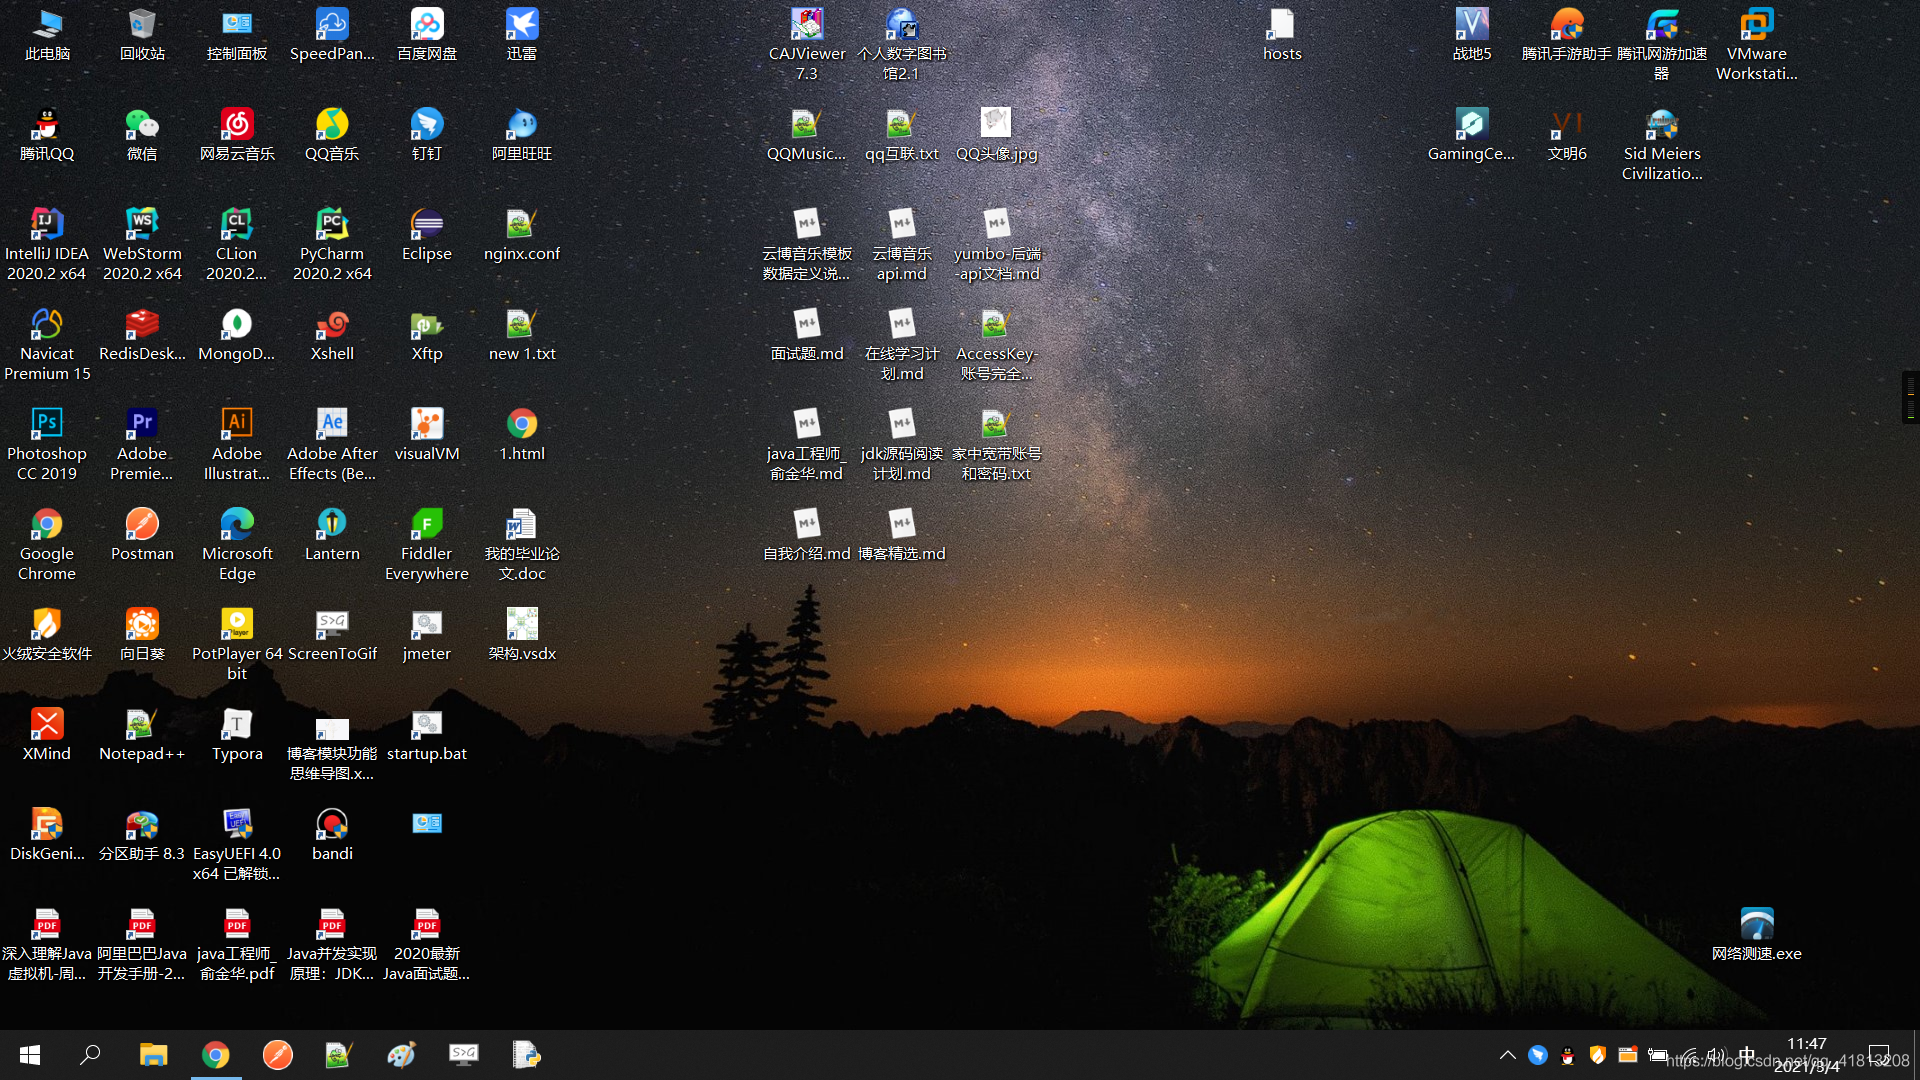 此电脑
回收站
控制面板
SpeedPan...
百度网盘
迅雷
CAJViewer
7.3
个人数字图书
馆2.1
hosts
战地5
腾讯手游助手
腾讯网游加速
器
VMware
Workstati...
腾讯QQ
微信
网易云音乐
QQ音乐
钉钉
阿里旺旺
QQMusic...
qq互联.txt
QQ头像.jpg
GamingCe...
文明6
Sid Meiers
Civilizatio...
IntelliJ IDEA
2020.2 x64
WebStorm
2020.2 x64
CLion
2020.2...
PyCharm
2020.2 x64
Eclipse
nginx.conf
云博音乐模板
数据定义说...
云博音乐
api.md
yumbo-后端
-api文档.md
Navicat
Premium 15
RedisDesk...
MongoD...
Xshell
Xftp
new 1.txt
面试题.md
在线学习计
划.md
AccessKey-
账号完全...
Photoshop
CC 2019
Adobe
Premie...
Adobe
Illustrat...
Adobe After
Effects (Be...
visualVM
1.html
java工程师_
俞金华.md
jdk源码阅读
计划.md
家中宽带账号
和密码.txt
Google
Chrome
Postman
Microsoft
Edge
Lantern
Fiddler
Everywhere
我的毕业论
文.doc
自我介绍.md
博客精选.md
火绒安全软件
向日葵
PotPlayer 64
bit
ScreenToGif
jmeter
架构.vsdx
XMind
Notepad++
Typora
博客模块功能
思维导图.x...
startup.bat
DiskGeni...
分区助手 8.3
EasyUEFI 4.0
x64 已解锁...
bandi
深入理解Java
虚拟机-周...
阿里巴巴Java
开发手册-2...
java工程师_
俞金华.pdf
Java并发实现
原理：JDK...
2020最新
Java面试题...
网络测速.exe
中
11:47
2021/3/4
https://blog.csdn.net/qq_41813208